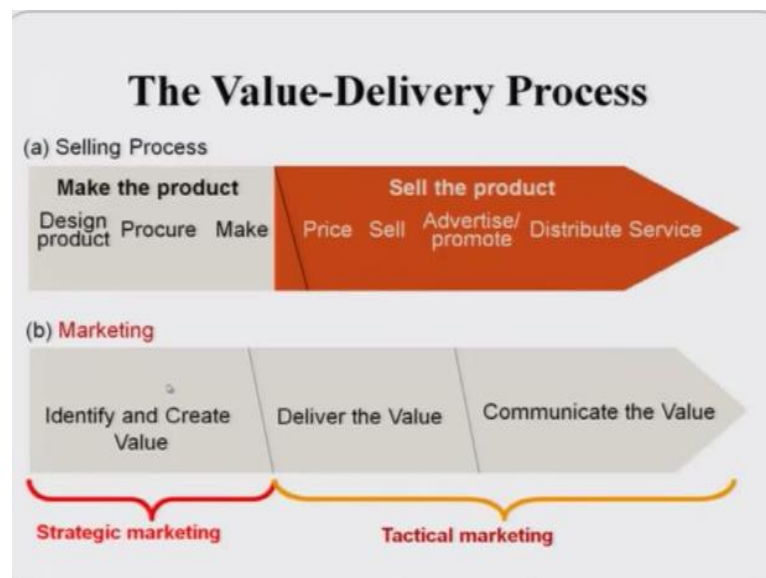 The Value-Delivery Process
(a) Selling Process
Make the product
Design product Procure Make
Sell the product
Price Sell Advertise/ promote Distribute Service
(b) Marketing
Identify and Create
Value
Deliver the Value
Communicate the Value
Strategic marketing
Tactical marketing